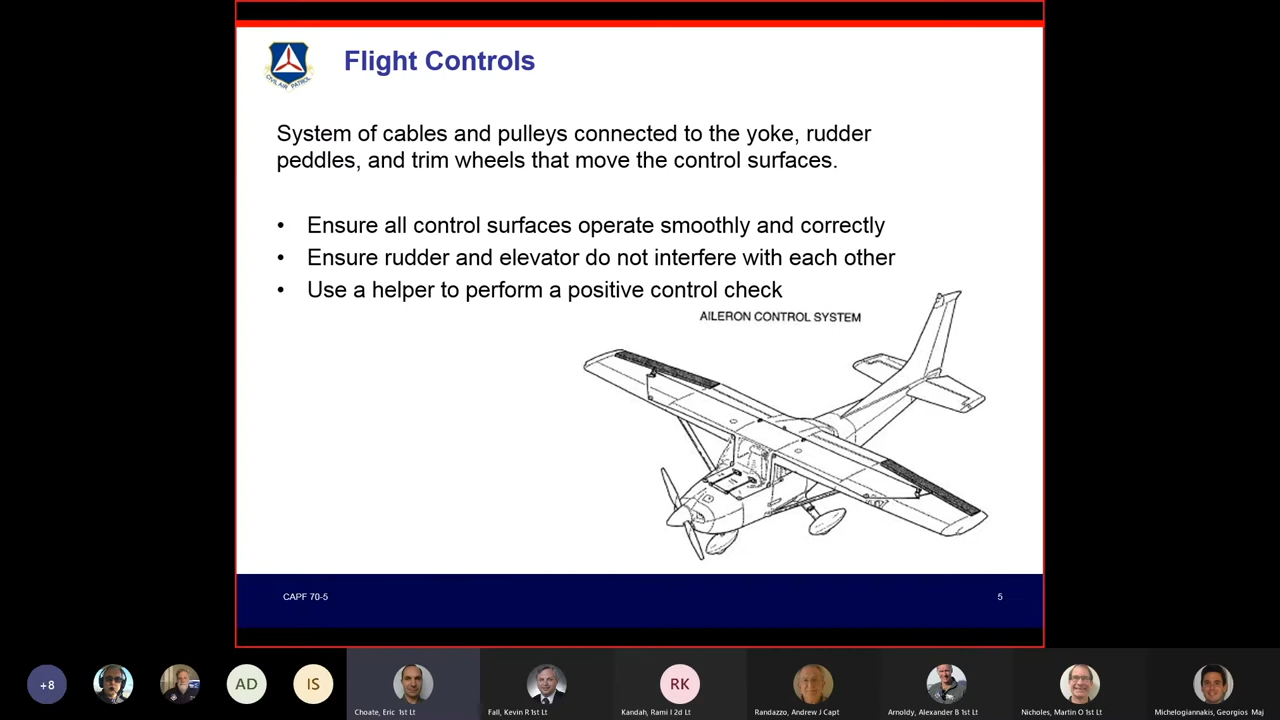 Flight Controls
CIVIL AIR PATROL
System of cables and pulleys connected to the yoke, rudder
peddles, and trim wheels that move the control surfaces.
• Ensure all control surfaces operate smoothly and correctly
• Ensure rudder and elevator do not interfere with each other
• Use a helper to perform a positive control check
AILERON CONTROL SYSTEM
CAPF 70-5
5
+8
AD
IS
RK
Choate, Eric 1st Lt
Fall, Kevin R 1st Lt
Kandah, Rami I 2d Lt
Randazzo, Andrew J Capt
Arnoldy, Alexander B 1st Lt
Nicholes, Martin O 1st Lt
Michelogiannakis, Georgios Maj